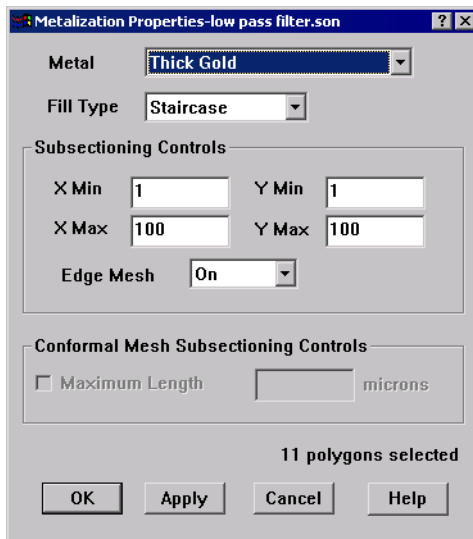 Metalization Properties-low pass filter.son
Metal Thick Gold
Fill Type Staircase
Subsectioning Controls
X Min 1 Y Min 1
X Max 100 Y Max 100
Edge Mesh On
Conformal Mesh Subsectioning Controls
Maximum Length microns
11 polygons selected
OK Apply Cancel Help